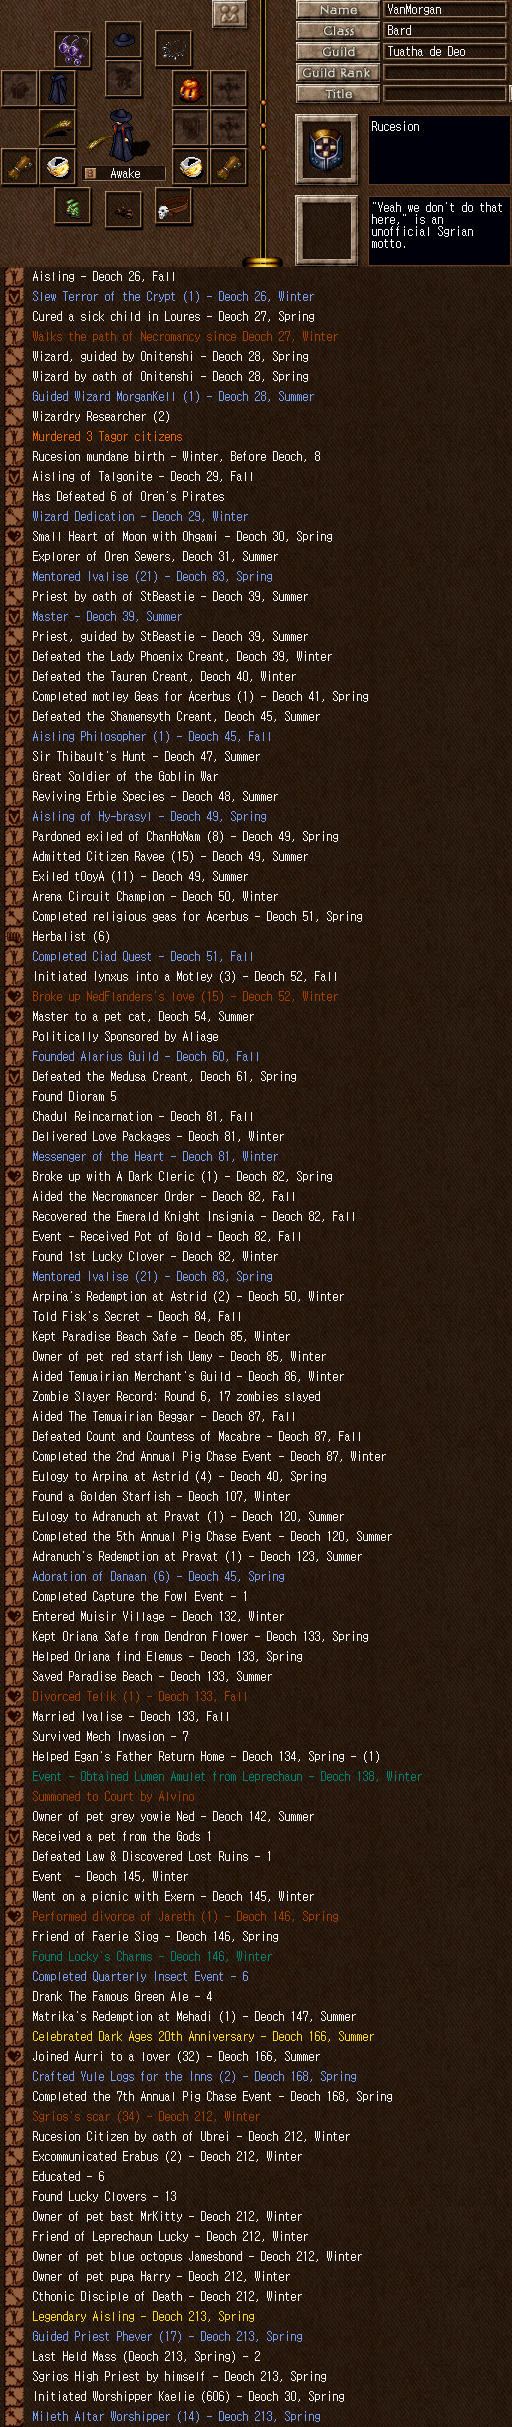 Name
VanMorgan
Class
Bard
Guild
Tuatha de Deo
Guild Rank
Title
Rucesion
Awake
"Yeah we don't do that
here," is an
unofficial Sgrian
motto.
Aisling - Deoch 26, Fall
Slew Terror of the Crypt (1) - Deoch 26, Winter
Cured a sick child in Loures - Deoch 27, Spring
Walks the path of Necromancy since Deoch 27, Winter
Wizard, guided by Onitenshi - Deoch 28, Spring
Wizard by oath of Onitenshi - Deoch 28, Spring
Guided Wizard MorganKell (1) - Deoch 28, Summer
Wizardry Researcher (2)
Murdered 3 Tagor citizens
Rucesion mundane birth - Winter, Before Deoch, 8
Aisling of Talgonite - Deoch 29, Fall
Has Defeated 6 of Oren's Pirates
Wizard Dedication - Deoch 29, Winter
Small Heart of Moon with Ohgami - Deoch 30, Spring
Explorer of Oren Sewers, Deoch 31, Summer
Mentored Ivalise (21) - Deoch 83, Spring
Priest by oath of StBeastie - Deoch 39, Summer
Master - Deoch 39, Summer
Priest, guided by StBeastie - Deoch 39, Summer
Defeated the Lady Phoenix Creant, Deoch 39, Winter
Defeated the Tauren Creant, Deoch 40, Winter
Completed motley Geas for Acerbus (1) - Deoch 41, Spring
Defeated the Shamensyth Creant, Deoch 45, Summer
Aisling Philosopher (1) - Deoch 45, Fall
Sir Thibault's Hunt - Deoch 47, Summer
Great Soldier of the Goblin War
Reviving Erbie Species - Deoch 48, Summer
Aisling of Hy-brasyl - Deoch 49, Spring
Pardoned exiled of ChanHoNam (8) - Deoch 49, Spring
Admitted Citizen Ravee (15) - Deoch 49, Summer
Exiled tOoyA (11) - Deoch 49, Summer
Arena Circuit Champion - Deoch 50, Winter
Completed religious geas for Acerbus - Deoch 51, Spring
Herbalist (6)
Completed Ciad Quest - Deoch 51, Fall
Initiated lynxus into a Motley (3) - Deoch 52, Fall
Broke up NedFlanders's love (15) - Deoch 52, Winter
Master to a pet cat, Deoch 54, Summer
Politically Sponsored by Aliage
Founded Alarius Guild - Deoch 60, Fall
Defeated the Medusa Creant, Deoch 61, Spring
Found Dioram 5
Chadul Reincarnation - Deoch 81, Fall
Delivered Love Packages - Deoch 81, Winter
Messenger of the Heart - Deoch 81, Winter
Broke up with A Dark Cleric (1) - Deoch 82, Spring
Aided the Necromancer Order - Deoch 82, Fall
Recovered the Emerald Knight Insignia - Deoch 82, Fall
Event - Received Pot of Gold - Deoch 82, Fall
Found 1st Lucky Clover - Deoch 82, Winter
Mentored Ivalise (21) - Deoch 83, Spring
Arpina's Redemption at Astrid (2) - Deoch 50, Winter
Told Fisk's Secret - Deoch 84, Fall
Kept Paradise Beach Safe - Deoch 85, Winter
Owner of pet red starfish Uemy - Deoch 85, Winter
Aided Temuairian Merchant's Guild - Deoch 86, Winter
Zombie Slayer Record: Round 6, 17 zombies slayed
Aided The Temuairian Beggar - Deoch 87, Fall
Defeated Count and Countess of Macabre - Deoch 87, Fall
Completed the 2nd Annual Pig Chase Event - Deoch 87, Winter
Eulogy to Arpina at Astrid (4) - Deoch 40, Spring
Found a Golden Starfish - Deoch 107, Winter
Eulogy to Adranuch at Pravat (1) - Deoch 120, Summer
Completed the 5th Annual Pig Chase Event - Deoch 120, Summer
Adranuch's Redemption at Pravat (1) - Deoch 123, Summer
Adoration of Danaan (6) - Deoch 45, Spring
Completed Capture the Fowl Event - 1
Entered Muisir Village - Deoch 132, Winter
Kept Oriana Safe from Dendron Flower - Deoch 133, Spring
Helped Oriana find Elemus - Deoch 133, Spring
Saved Paradise Beach - Deoch 133, Summer
Divorced Telik (1) - Deoch 133, Fall
Married Ivalise - Deoch 133, Fall
Survived Mech Invasion - 7
Helped Egan's Father Return Home - Deoch 134, Spring - (1)
Event - Obtained Lumen Amulet from Leprechaun - Deoch 138, Winter
Summoned to Court by Alvino
Owner of pet grey yowie Ned - Deoch 142, Summer
Received a pet from the Gods 1
Defeated Law & Discovered Lost Ruins - 1
Event  - Deoch 145, Winter
Went on a picnic with Exern - Deoch 145, Winter
Performed divorce of Jareth (1) - Deoch 146, Spring
Friend of Faerie Siog - Deoch 146, Spring
Found Locky's Charms - Deoch 146, Winter
Completed Quarterly Insect Event - 6
Drank The Famous Green Ale - 4
Matrika's Redemption at Mehadi (1) - Deoch 147, Summer
Celebrated Dark Ages 20th Anniversary - Deoch 166, Summer
Joined Aurri to a lover (32) - Deoch 166, Summer
Crafted Yule Logs for the Inns (2) - Deoch 168, Spring
Completed the 7th Annual Pig Chase Event - Deoch 168, Spring
Sgrios's scar (34) - Deoch 212, Winter
Rucesion Citizen by oath of Ubrei - Deoch 212, Winter
Excommunicated Erabus (2) - Deoch 212, Winter
Educated - 6
Found Lucky Clovers - 13
Owner of pet bast MrKitty - Deoch 212, Winter
Friend of Leprechaun Lucky - Deoch 212, Winter
Owner of pet blue octopus Jamesbond - Deoch 212, Winter
Owner of pet pupa Harry - Deoch 212, Winter
Cthonic Disciple of Death - Deoch 212, Winter
Legendary Aisling - Deoch 213, Spring
Guided Priest Phever (17) - Deoch 213, Spring
Last Held Mass (Deoch 213, Spring) - 2
Sgrios High Priest by himself - Deoch 213, Spring
Initiated Worshipper Kaelie (606) - Deoch 30, Spring
Mileth Altar Worshipper (14) - Deoch 213, Spring